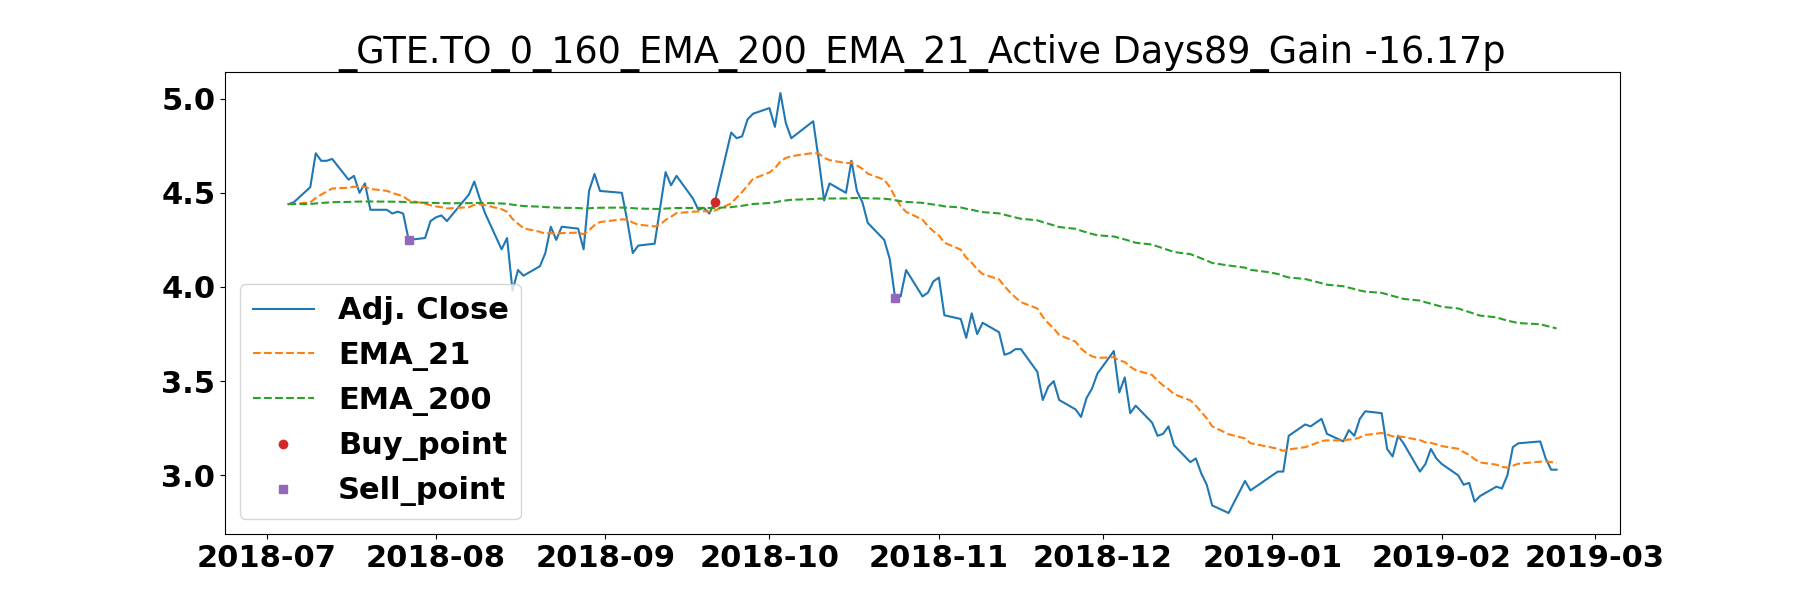 _GTE.TO_0_160_EMA_200_EMA_21_Active Days89_Gain -16.17p
5.0
4.5
4.0
3.5
3.0
Adj. Close
EMA_21
EMA_200
Buy_point
Sell_point
2018-07 2018-08 2018-09 2018-10 2018-11 2018-12 2019-01 2019-02 2019-03